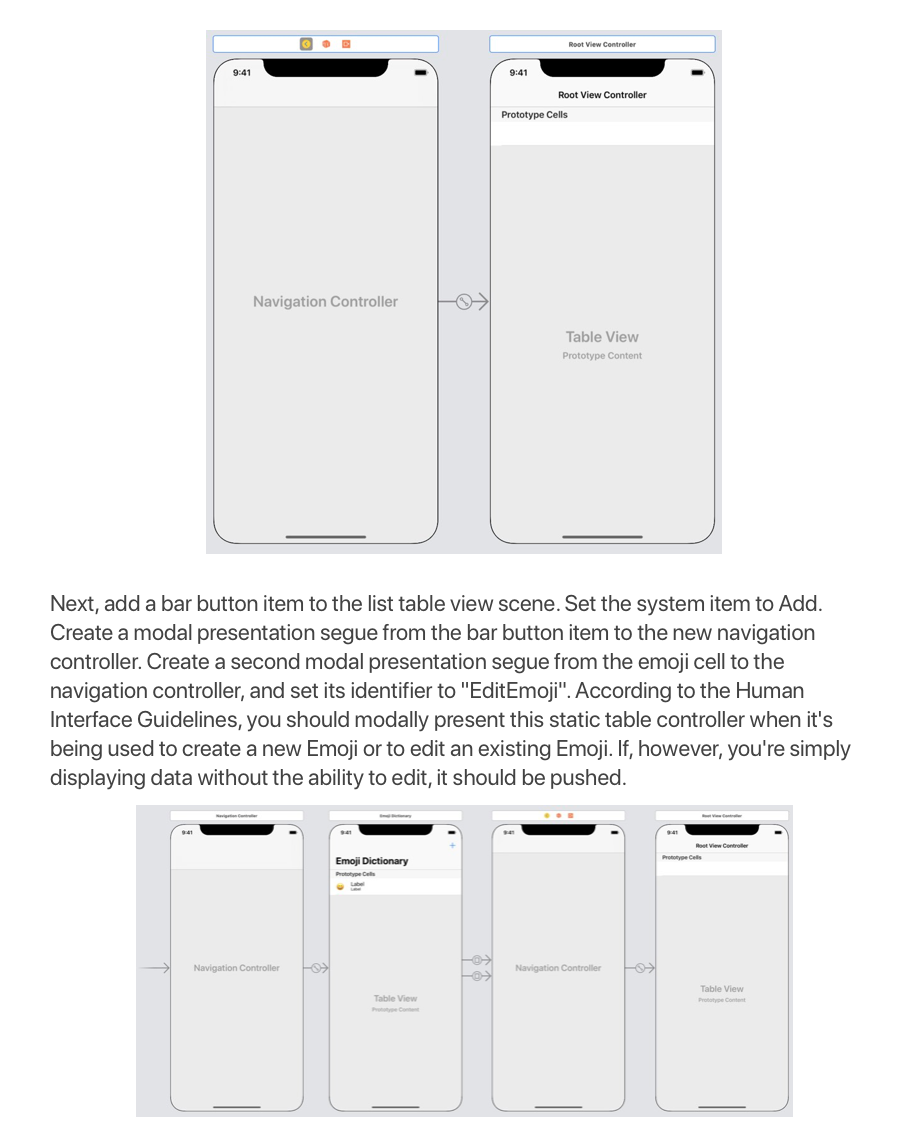 Root View Controller
9:41
9:41
Root View Controller
Prototype Cells
Navigation Controller
Table View
Prototype Content
Next, add a bar button item to the list table view scene. Set the system item to Add.
Create a modal presentation segue from the bar button item to the new navigation
controller. Create a second modal presentation segue from the emoji cell to the
navigation controller, and set its identifier to "EditEmoji". According to the Human
Interface Guidelines, you should modally present this static table controller when it's
being used to create a new Emoji or to edit an existing Emoji. If, however, you're simply
displaying data without the ability to edit, it should be pushed.
Navigation Controller
Emoji Dictionary
Root View Controller
9:41
9:41
9:41
9:41
+
Root View Controller
Emoji Dictionary
Prototype Cells
Prototype Cells
Label
Label
Navigation Controller
Navigation Controller
Table View
Prototype Content
Table View
Prototype Content